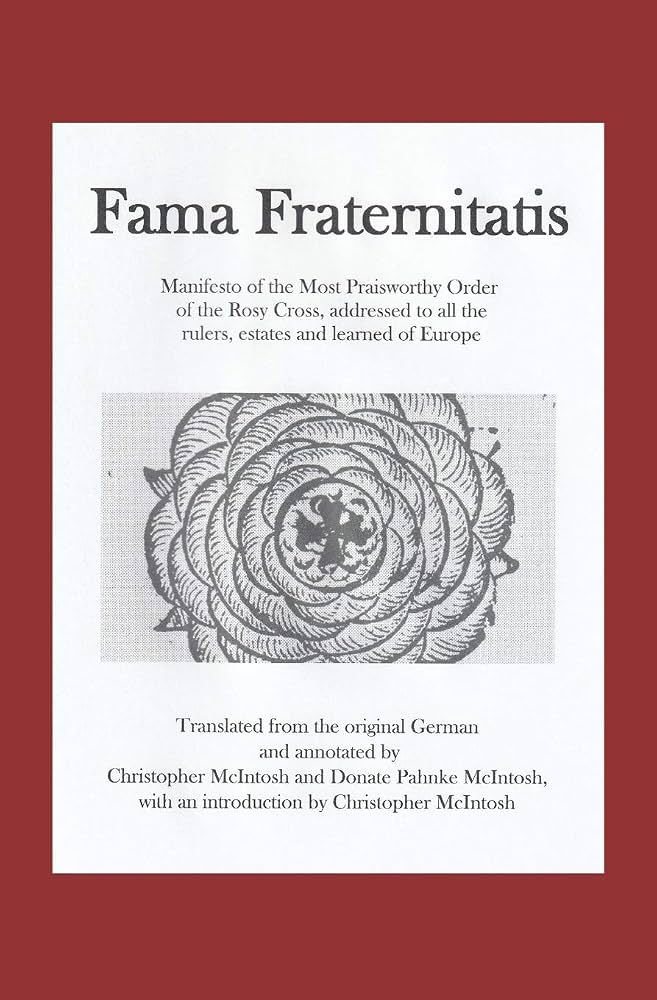 Fama Fraternitatis
Manifesto of the Most Praisworthy Order
of the Rosy Cross, addressed to all the
rulers, estates and learned of Europe
Translated from the original German
and annotated by
Christopher McIntosh and Donate Pahnke McIntosh,
with an introduction by Christopher McIntosh